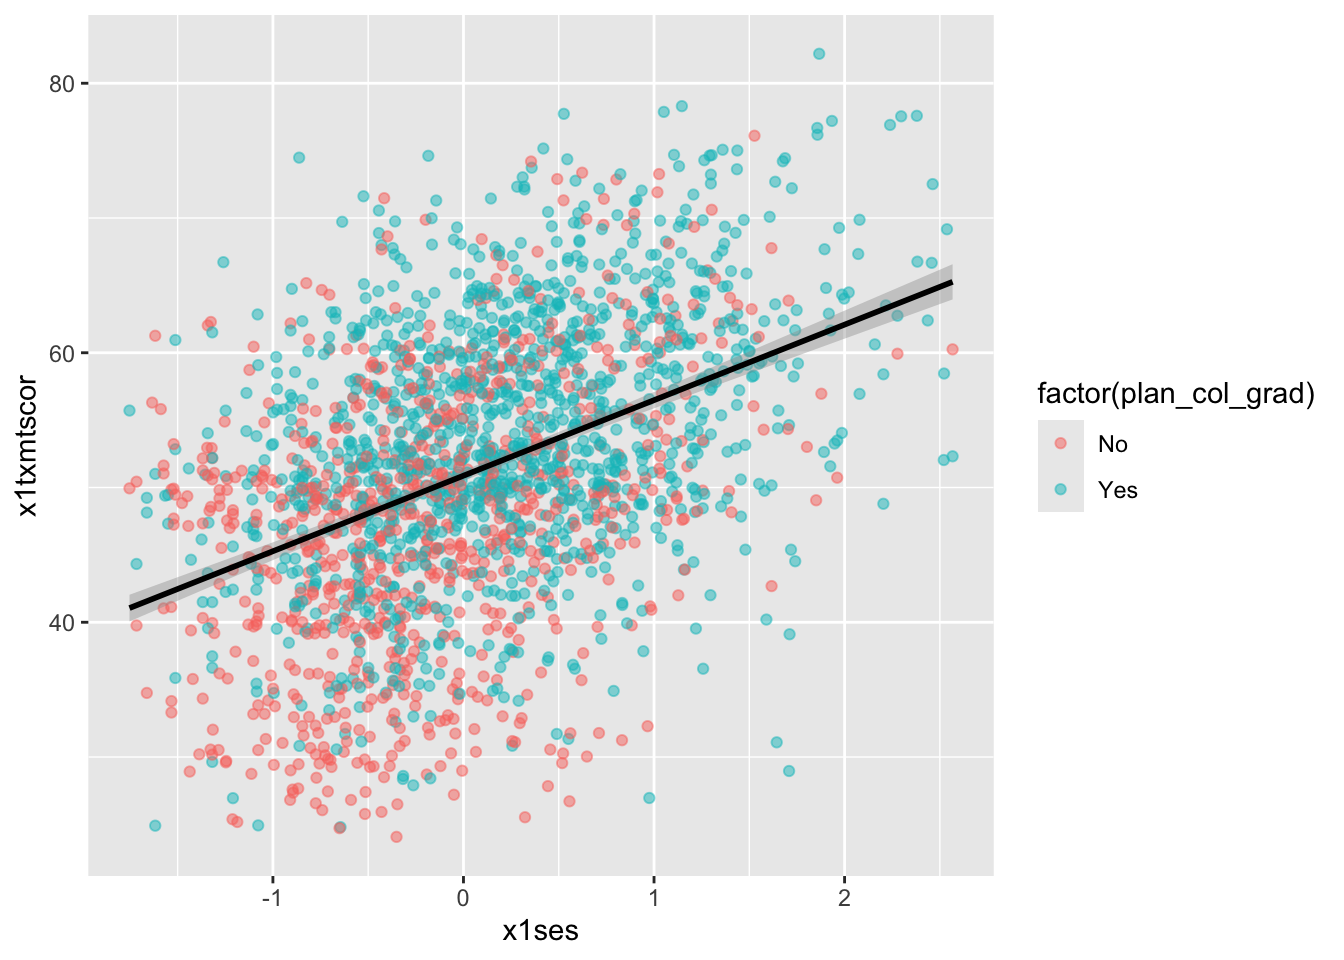 80
60
40
x1txmtscor
-1
0
1
2
x1ses
factor(plan_col_grad)
No
Yes